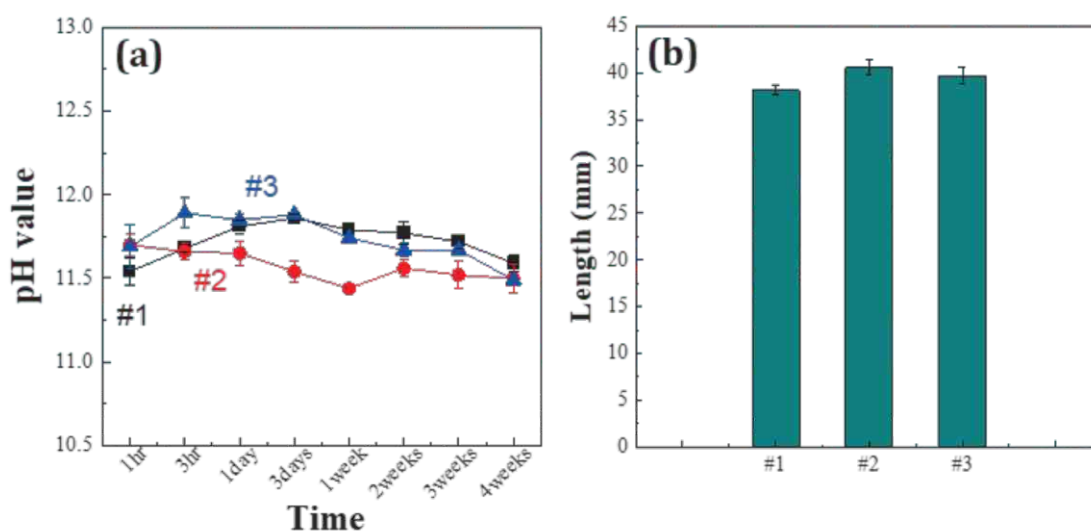 (a)
pH value
13.0
12.5
12.0
11.5
11.0
10.5
#3
#2
#1
1hr
3hr
1day
3days
1week
2weeks
3weeks
4weeks
Time
(b)
Length (mm)
45
40
35
30
25
20
15
10
5
0
#1
#2
#3